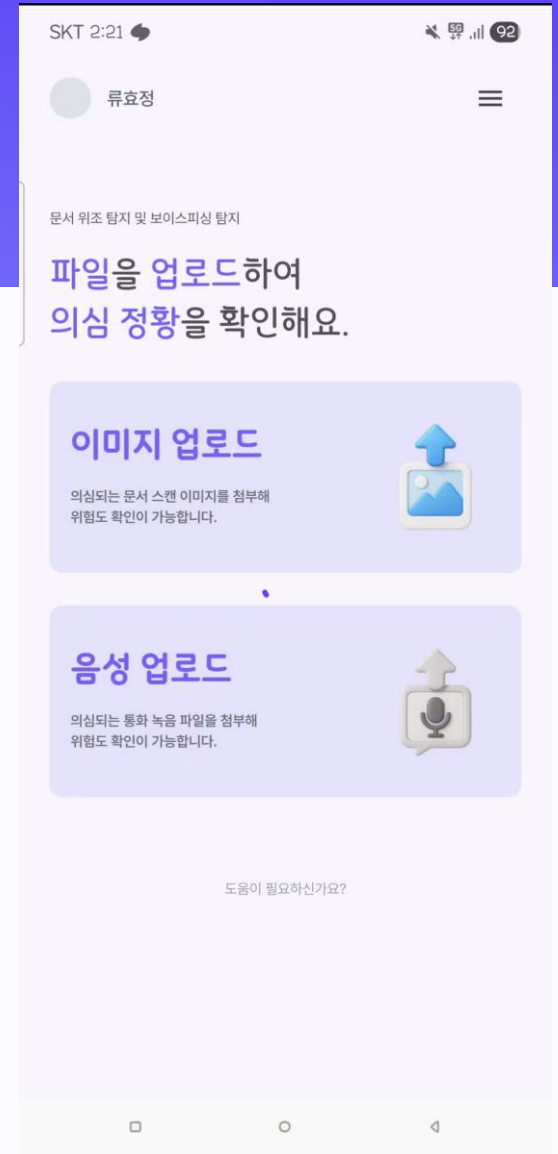 SKT 2:21
5G
92
류효정
문서 위조 탐지 및 보이스피싱 탐지
파일을 업로드하여
의심 정황을 확인해요.
이미지 업로드
의심되는 문서 스캔 이미지를 첨부해
위험도 확인이 가능합니다.
음성 업로드
의심되는 통화 녹음 파일을 첨부해
위험도 확인이 가능합니다.
도움이 필요하신가요?